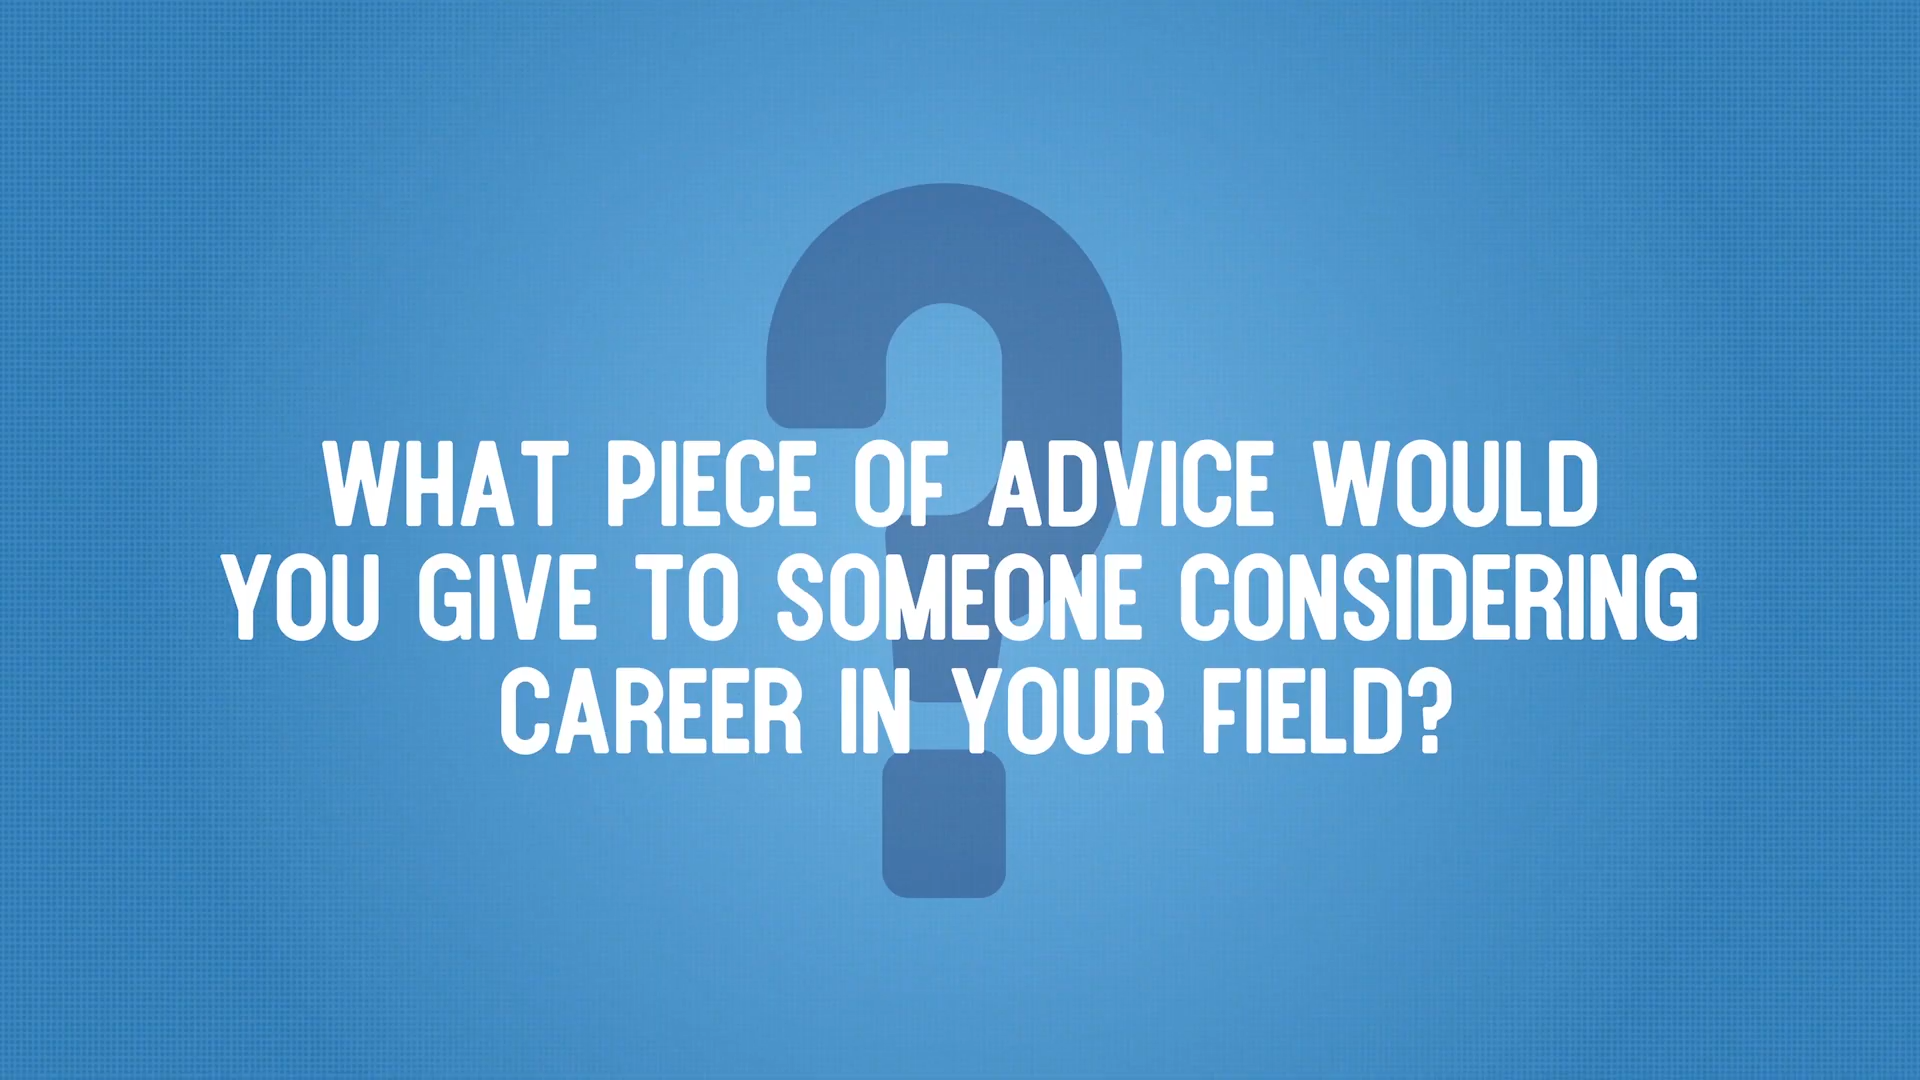 WHAT PIECE OF ADVICE WOULD
YOU GIVE TO SOMEONE CONSIDERING
CAREER IN YOUR FIELD?